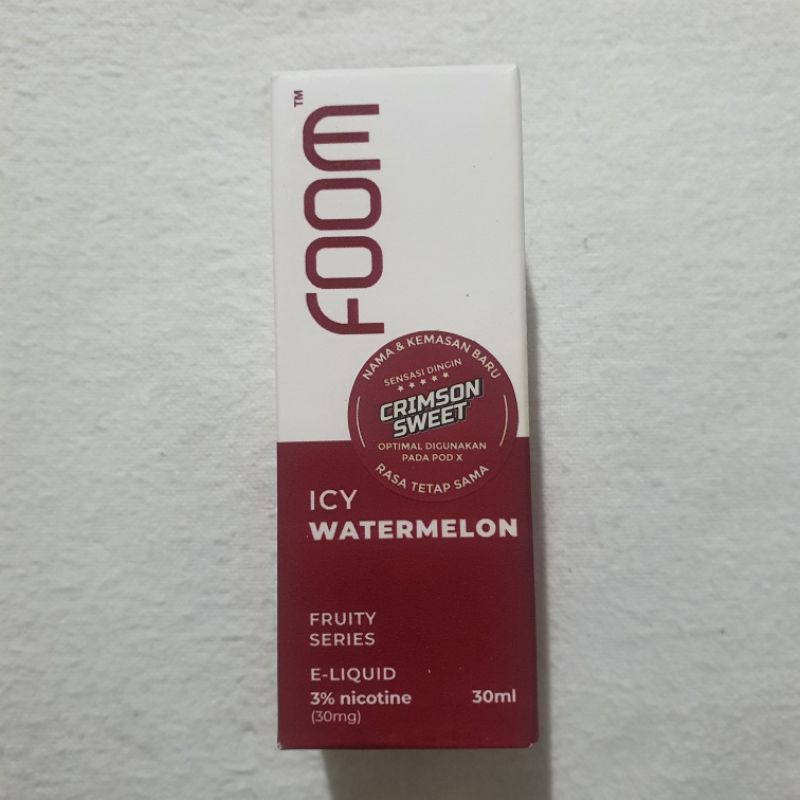 FOOM™
NAMA & KEMASAN BARU
SENSASI DINGIN
CRIMSON
SWEET
OPTIMAL DIGUNAKAN
PADA POD X
RASA TETAP SAMA
ICY
WATERMELON
FRUITY
SERIES
E-LIQUID
3% nicotine 30ml
(30mg)